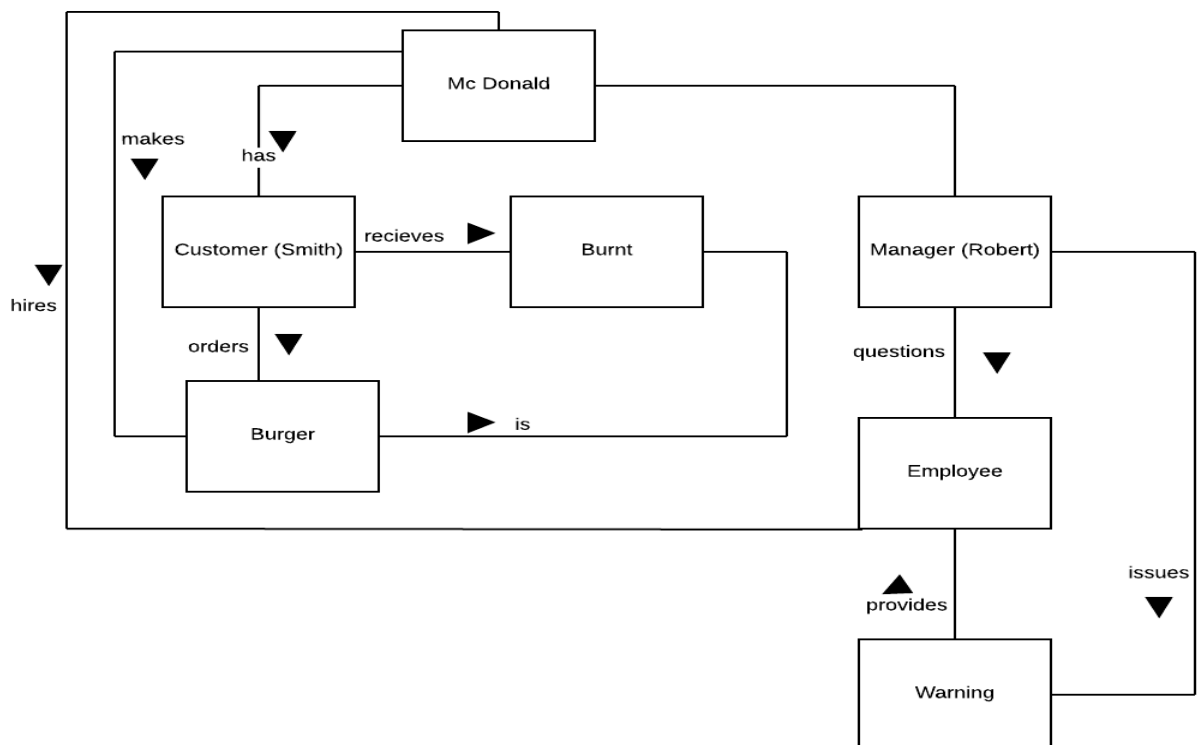 Mc Donald
makes
has
Customer (Smith)
recieves
Burnt
Manager (Robert)
hires
orders
questions
Burger
is
Employee
issues
provides
Warning